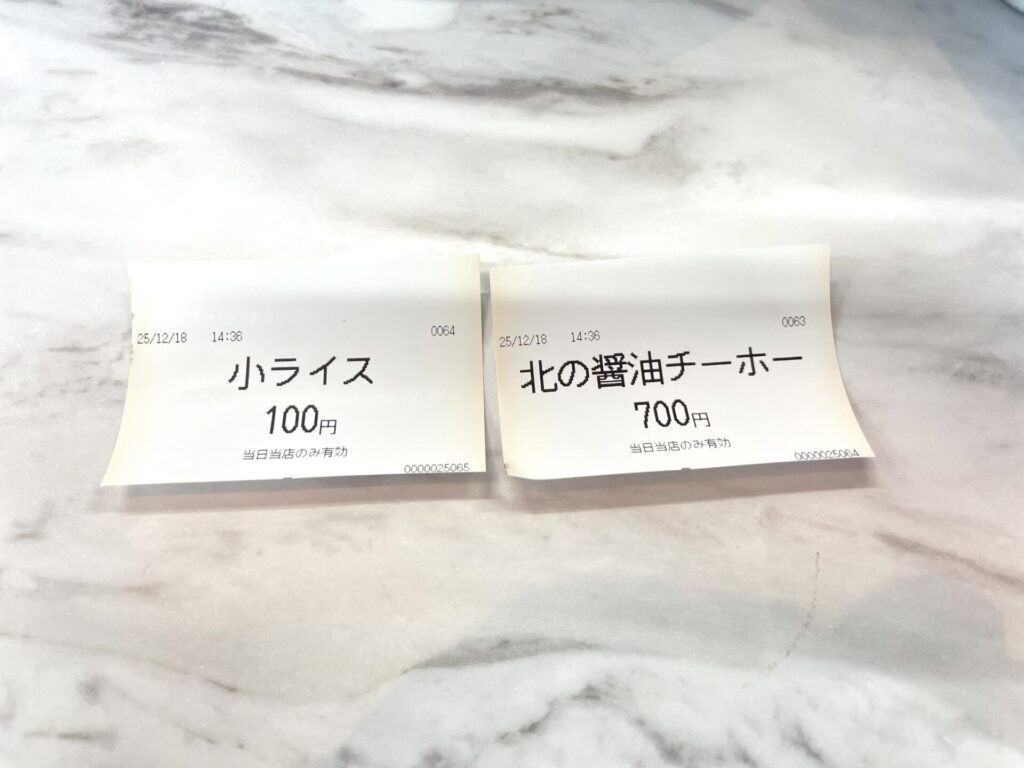 25/12/18 14:36 0064
小ライス
100円
当日当店のみ有効
0000025065
25/12/18 14:36 0063
北の醤油チーホー
700円
当日当店のみ有効
0000025064